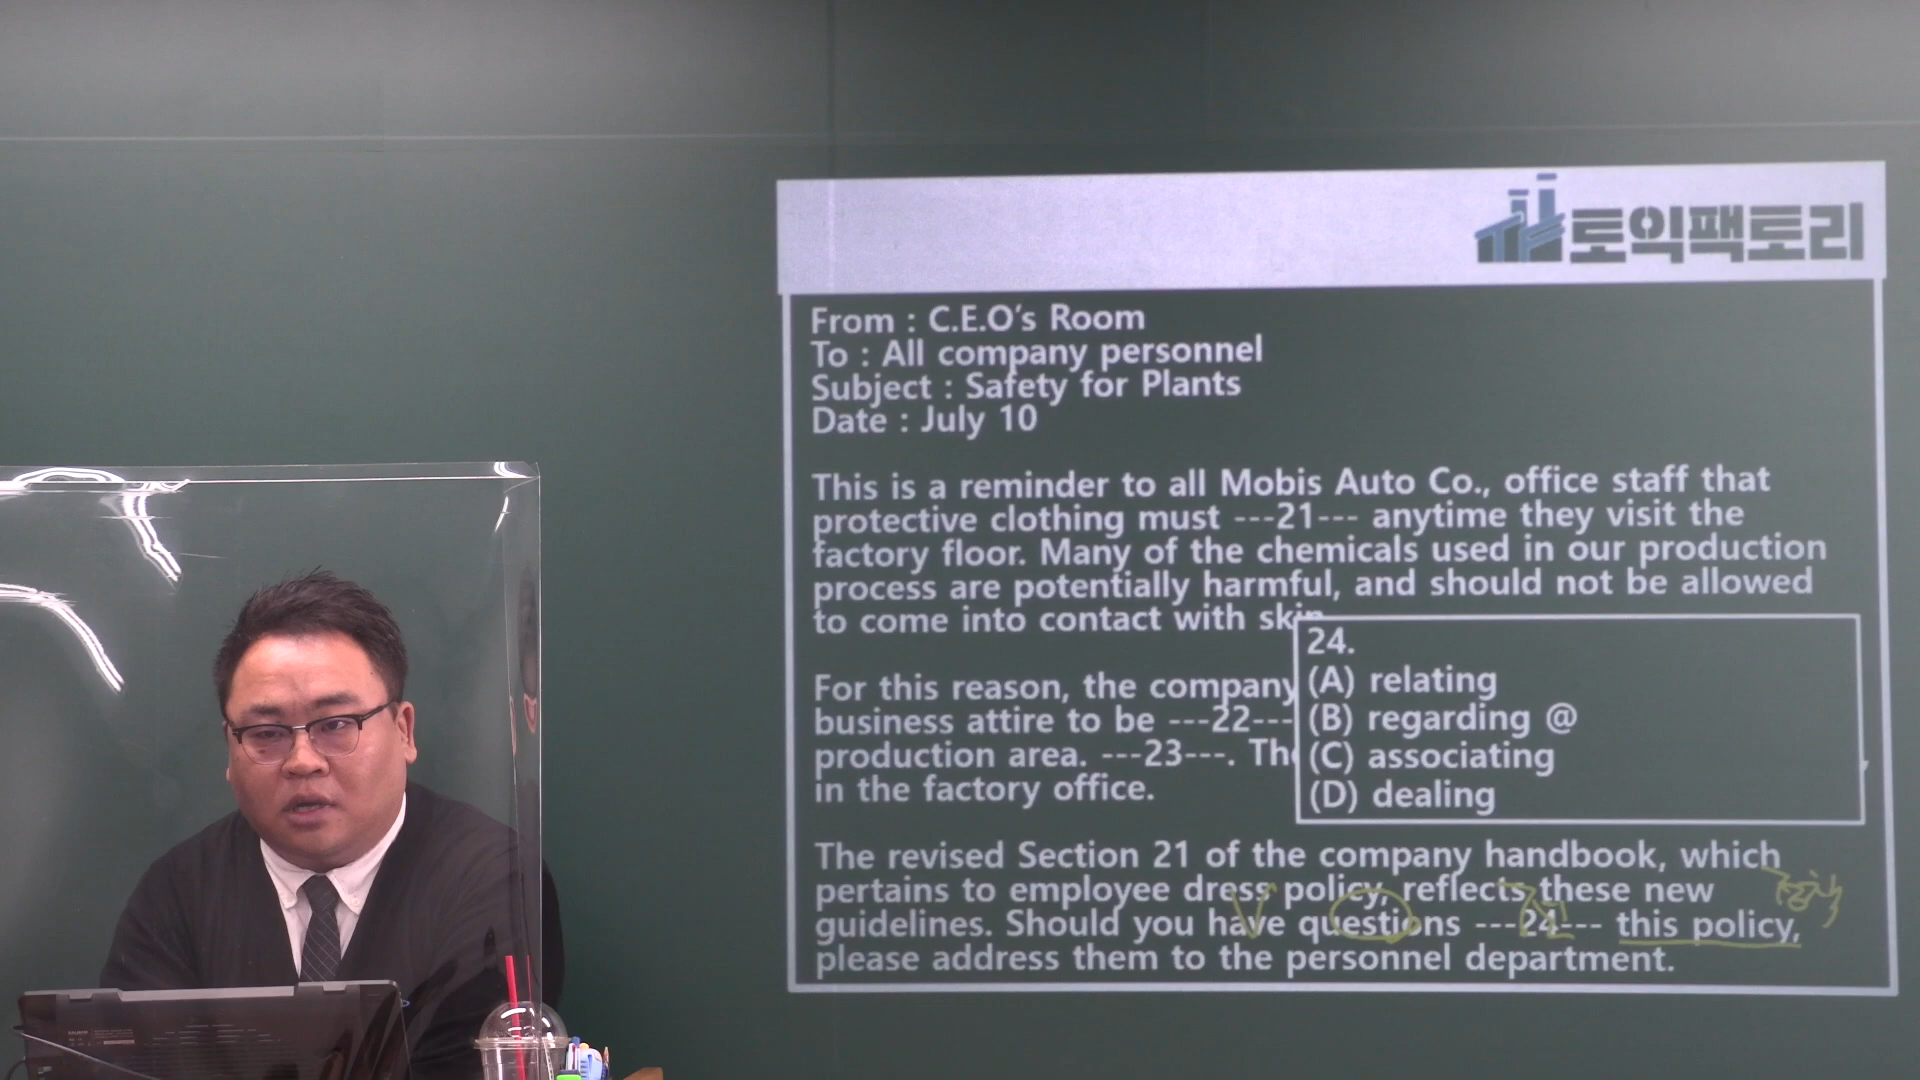 토익팩토리
From : C.E.O's Room
To : All company personnel
Subject : Safety for Plants
Date : July 10
This is a reminder to all Mobis Auto Co., office staff that
protective clothing must ---21--- anytime they visit the
factory floor. Many of the chemicals used in our production
process are potentially harmful, and should not be allowed
to come into contact with skin
For this reason, the company
business attire to be ---22---
production area. ---23---. The
in the factory office.
24.
(A) relating
(B) regarding @
(C) associating
(D) dealing
The revised Section 21 of the company handbook, which
pertains to employee dress policy, reflects these new
guidelines. Should you have questions ---24--- this policy,
please address them to the personnel department.